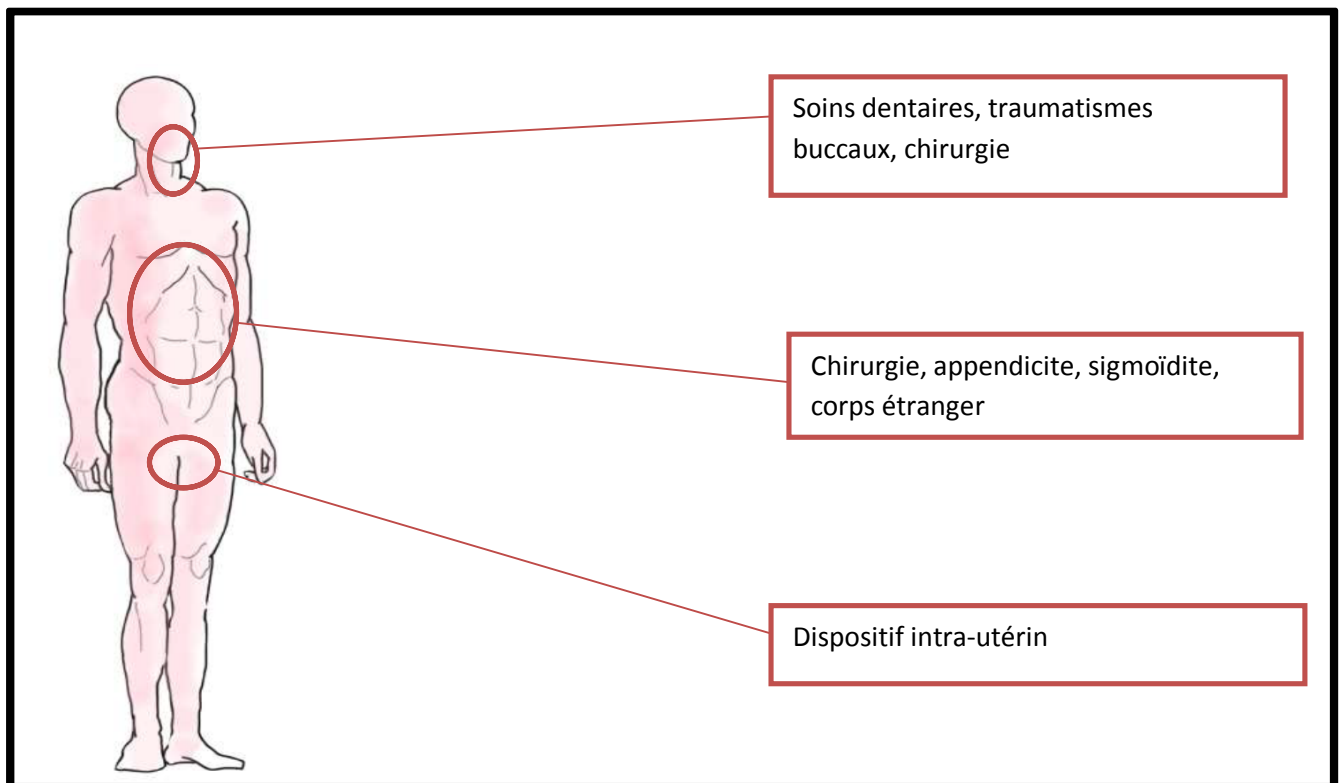 Soins dentaires, traumatismes
buccaux, chirurgie
Chirurgie, appendicite, sigmoïdite,
corps étranger
Dispositif intra-utérin